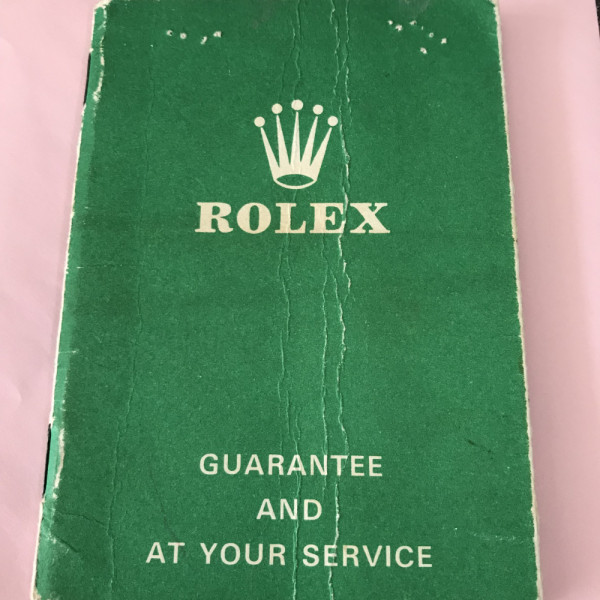 ROLEX
GUARANTEE
AND
AT YOUR SERVICE